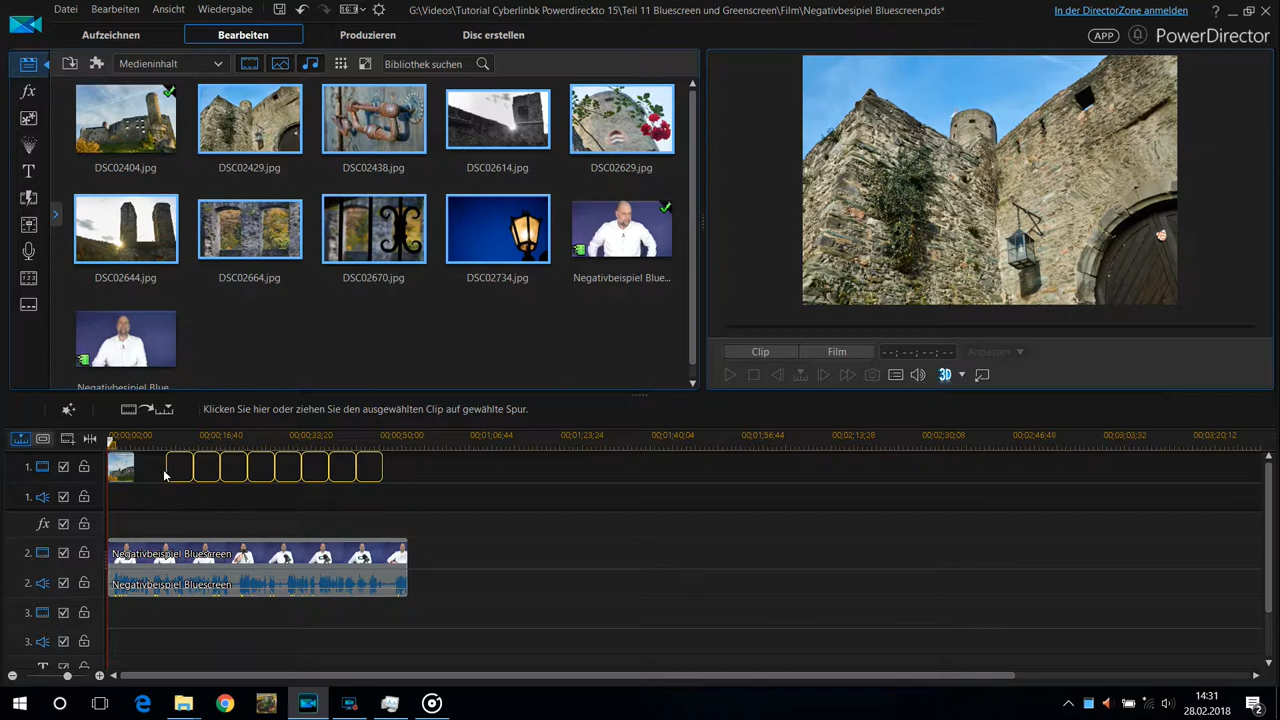 Datei Bearbeiten Ansicht Wiedergabe 16:9 G:\Videos\Tutorial Cyberlinbk Powerdireckto 15\Teil 11 Bluescreen und Greenscreen\Film\Negativbesipiel Bluescreen.pds* In der DirectorZone anmelden ?
Aufzeichnen Bearbeiten Produzieren Disc erstellen APP PowerDirector
Medieninhalt Bibliothek suchen
fx
DSC02404.jpg DSC02429.jpg DSC02438.jpg DSC02614.jpg DSC02629.jpg
T
DSC02644.jpg DSC02664.jpg DSC02670.jpg DSC02734.jpg Negativbeispiel Blue...
Clip Film --;--;--;-- Anpassen
3D
Klicken Sie hier oder ziehen Sie den ausgewählten Clip auf gewählte Spur.
00;00;00;00 00;00;16;40 00;00;33;20 00;00;50;00 00;01;06;44 00;01;23;24 00;01;40;04 00;01;56;44 00;02;13;28 00;02;30;08 00;02;46;48 00;03;03;32 00;03;20;12
1.
1.
fx
2. Negativbeispiel Bluescreen
2. Negativbeispiel Bluescreen
3.
3.
T
14:31
28.02.2018
2